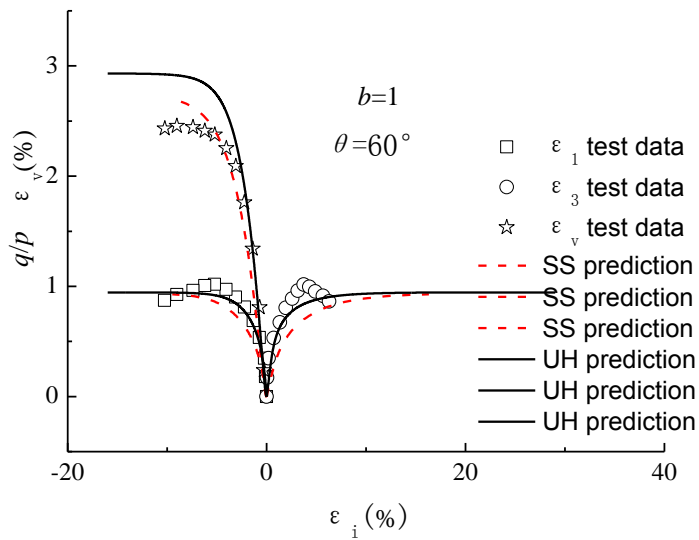 3
2
1
0
q/p ε_v(%)
b=1
θ=60°
ε_1 test data
ε_3 test data
ε_v test data
SS prediction
SS prediction
SS prediction
UH prediction
UH prediction
UH prediction
-20 0 20 40
ε_i(%)